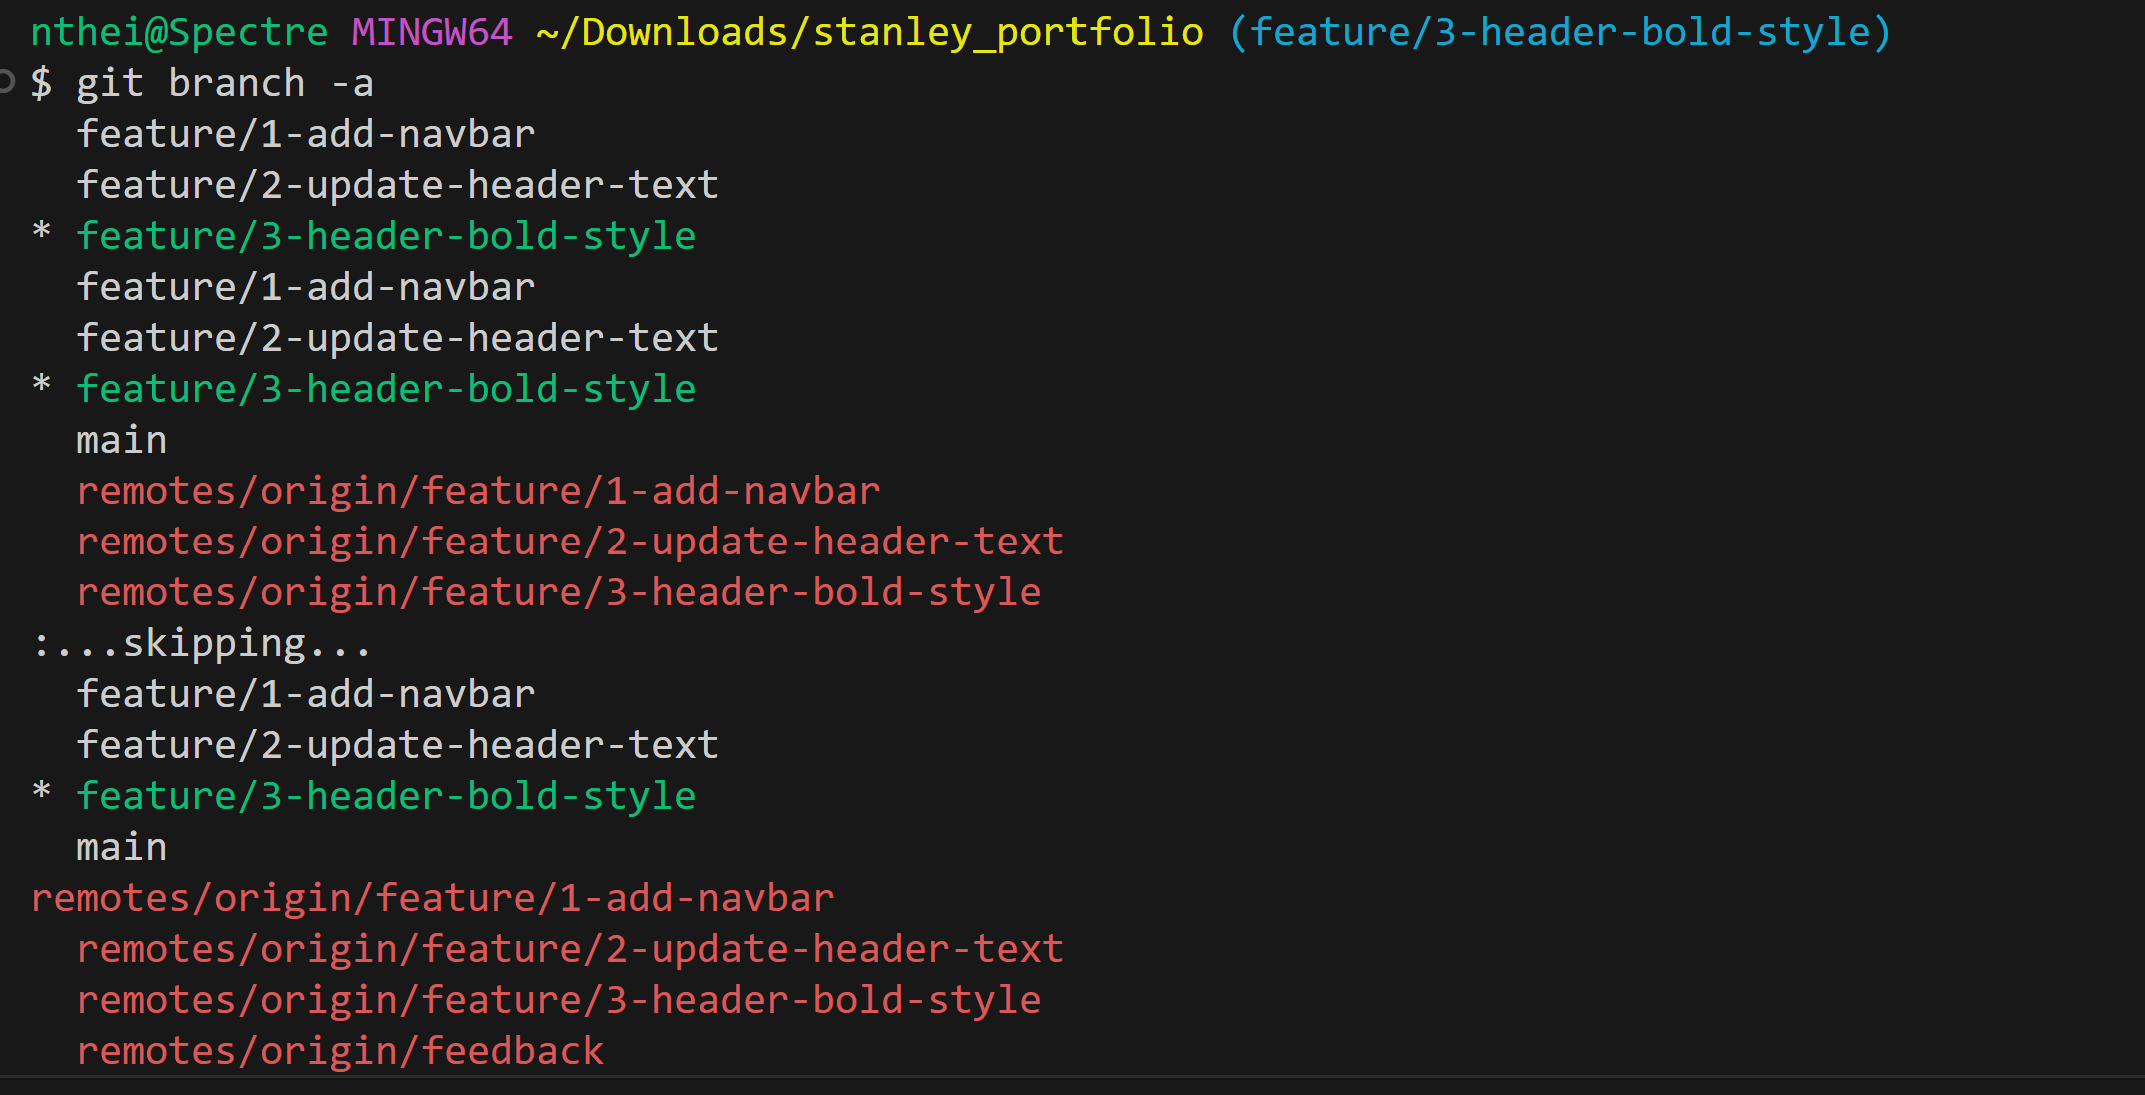 nthei@Spectre MINGW64 ~/Downloads/stanley_portfolio (feature/3-header-bold-style)
$ git branch -a
  feature/1-add-navbar
  feature/2-update-header-text
* feature/3-header-bold-style
  feature/1-add-navbar
  feature/2-update-header-text
* feature/3-header-bold-style
  main
  remotes/origin/feature/1-add-navbar
  remotes/origin/feature/2-update-header-text
  remotes/origin/feature/3-header-bold-style
:...skipping...
  feature/1-add-navbar
  feature/2-update-header-text
* feature/3-header-bold-style
  main
remotes/origin/feature/1-add-navbar
  remotes/origin/feature/2-update-header-text
  remotes/origin/feature/3-header-bold-style
  remotes/origin/feedback